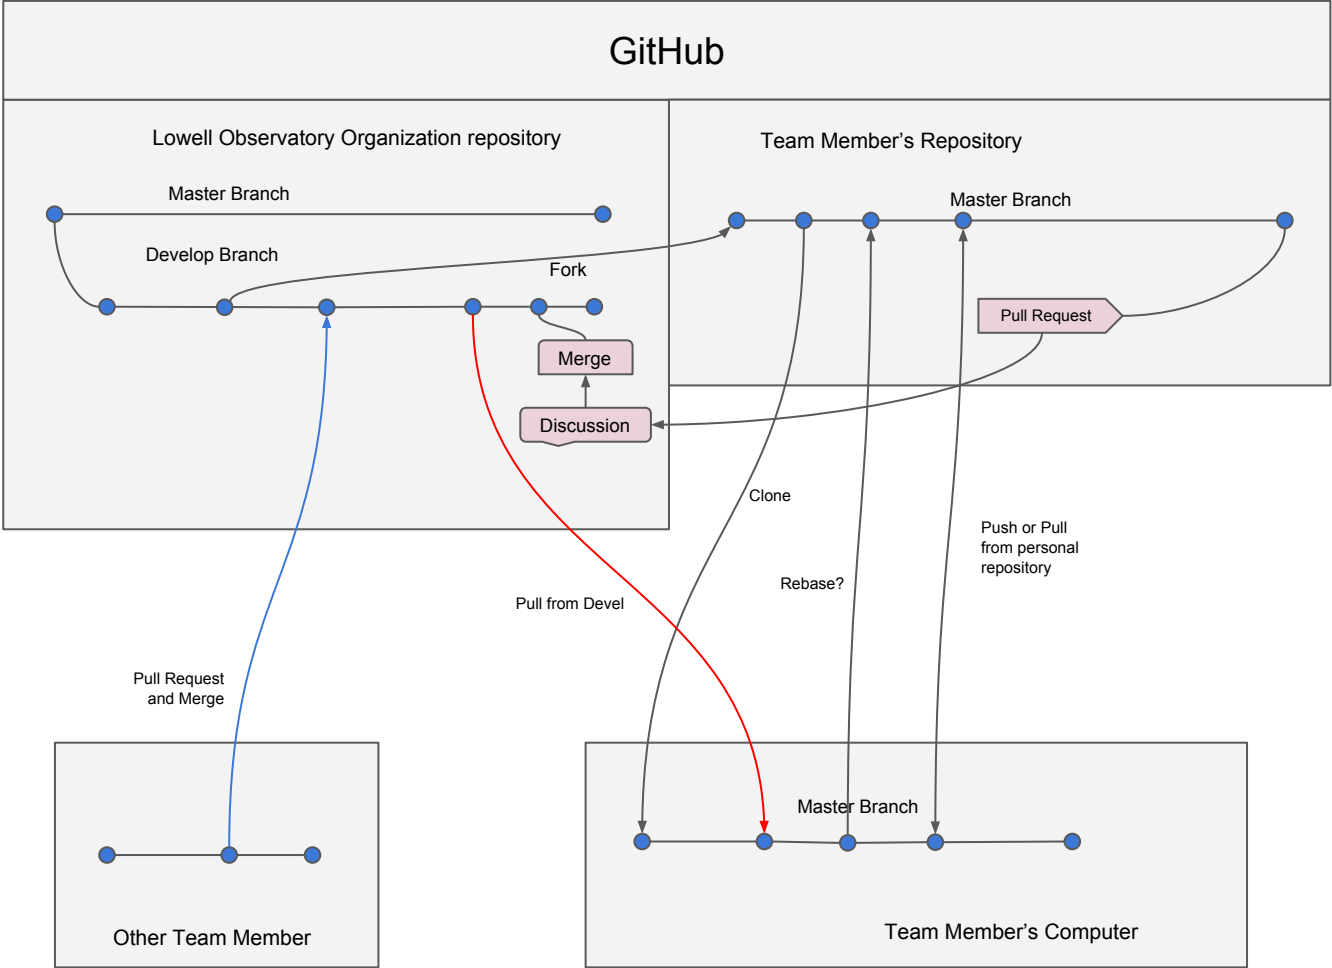 GitHub
Lowell Observatory Organization repository
Team Member's Repository
Master Branch
Master Branch
Develop Branch
Fork
Pull Request
Merge
Discussion
Clone
Push or Pull
from personal
repository
Rebase?
Pull from Devel
Pull Request
and Merge
Master Branch
Other Team Member
Team Member's Computer